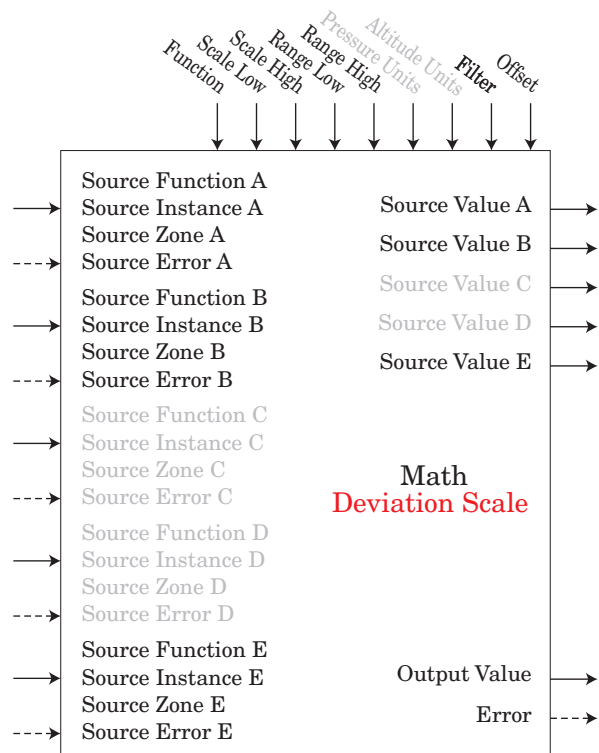 Function
Scale Low
Scale High
Range Low
Range High
Pressure Units
Altitude Units
Filter
Offset
Source Function A
Source Instance A
Source Zone A
Source Error A
Source Function B
Source Instance B
Source Zone B
Source Error B
Source Function C
Source Instance C
Source Zone C
Source Error C
Source Function D
Source Instance D
Source Zone D
Source Error D
Source Function E
Source Instance E
Source Zone E
Source Error E
Source Value A
Source Value B
Source Value C
Source Value D
Source Value E
Math
Deviation Scale
Output Value
Error